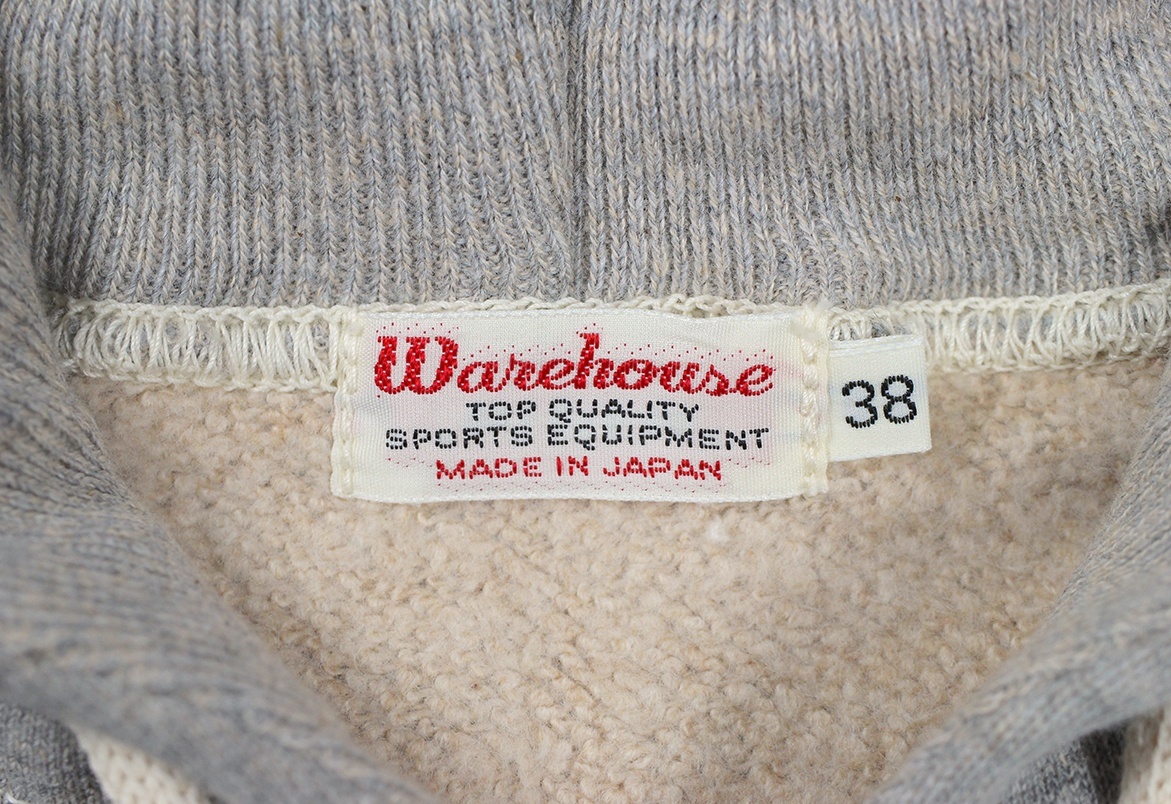 Warehouse
TOP QUALITY
SPORTS EQUIPMENT
MADE IN JAPAN
38